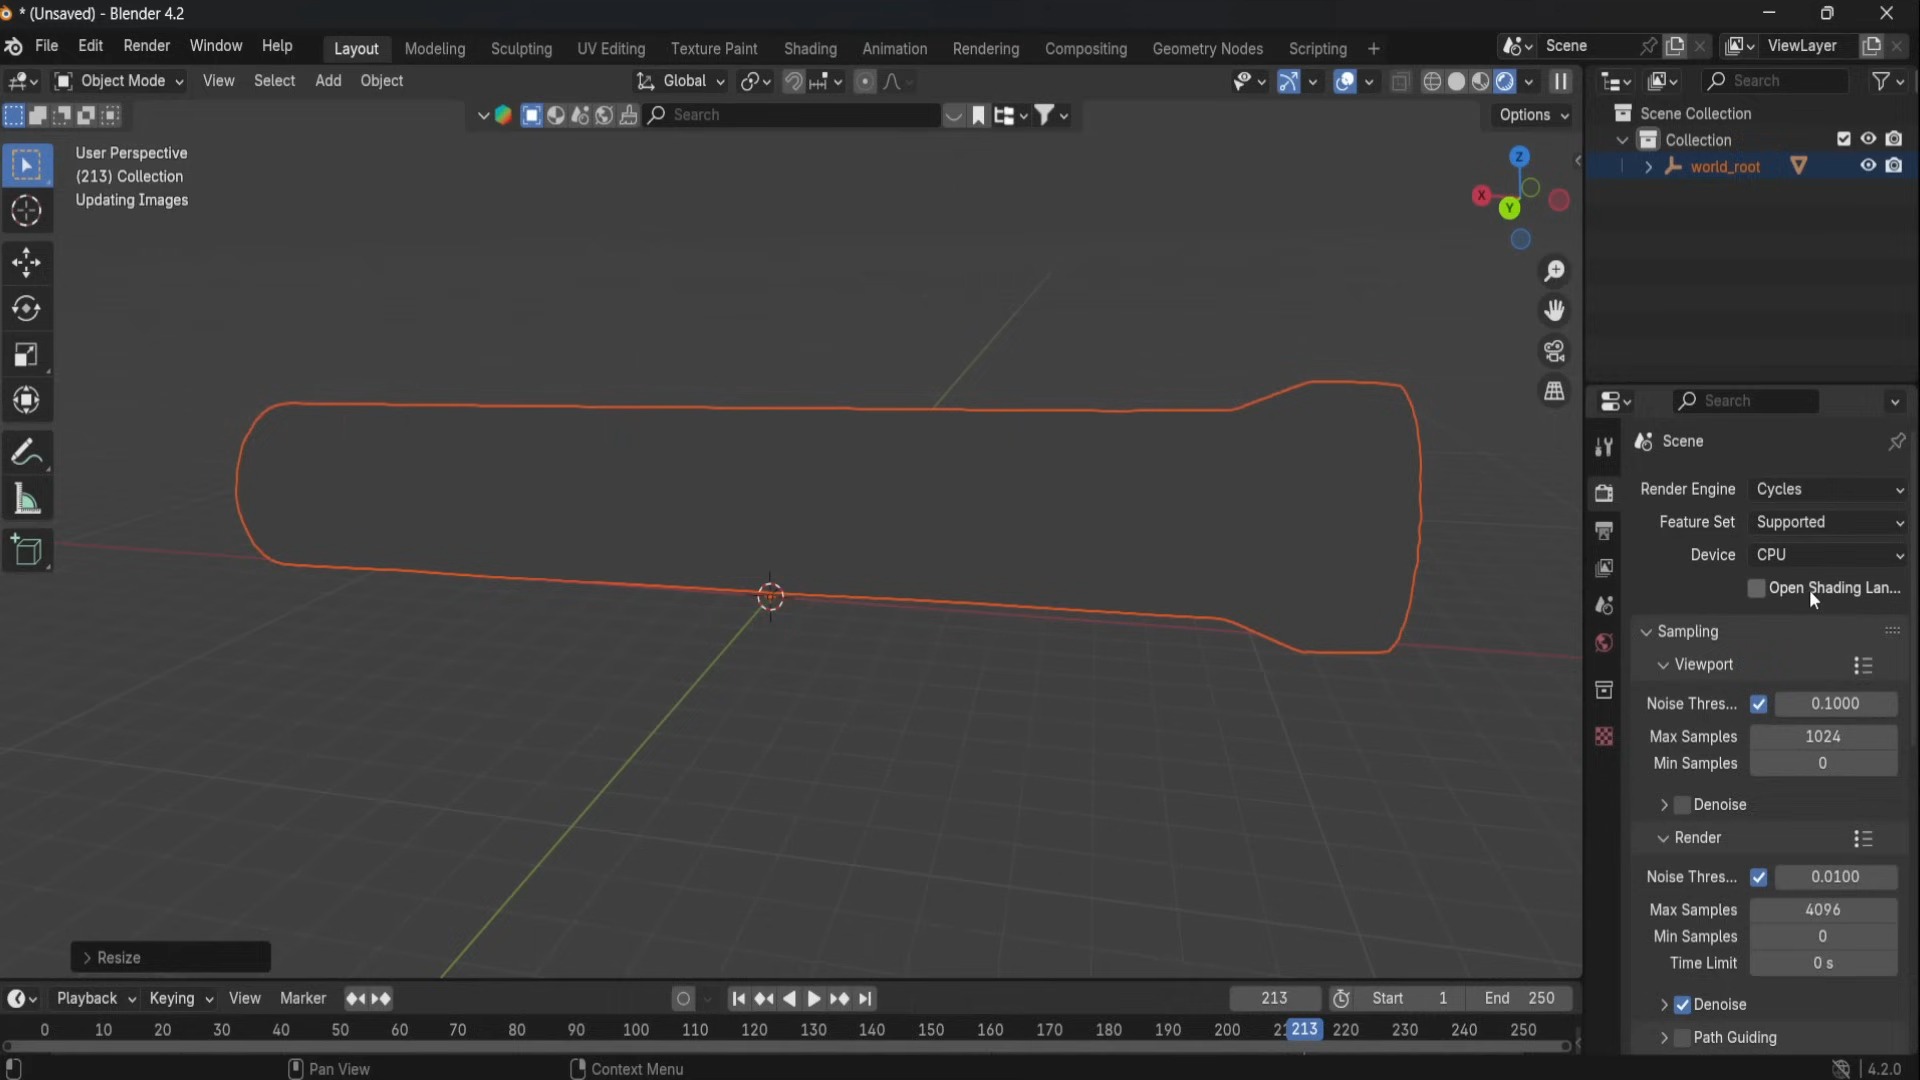 * (Unsaved) - Blender 4.2
File Edit Render Window Help Layout Modeling Sculpting UV Editing Texture Paint Shading Animation Rendering Compositing Geometry Nodes Scripting + Scene ViewLayer
Object Mode View Select Add Object Global Search
Search Options
User Perspective
(213) Collection
Updating Images
Z
X
Y
Scene Collection
Collection
world_root
Search
Scene
Render Engine Cycles
Feature Set Supported
Device CPU
Open Shading Lan...
Sampling
Viewport
Noise Thres... 0.1000
Max Samples 1024
Min Samples 0
Denoise
Render
Noise Thres... 0.0100
Max Samples 4096
Min Samples 0
Time Limit 0 s
Denoise
Path Guiding
Resize
Playback Keying View Marker 213 Start 1 End 250
0 10 20 30 40 50 60 70 80 90 100 110 120 130 140 150 160 170 180 190 200 213 220 230 240 250
Pan View Context Menu 4.2.0